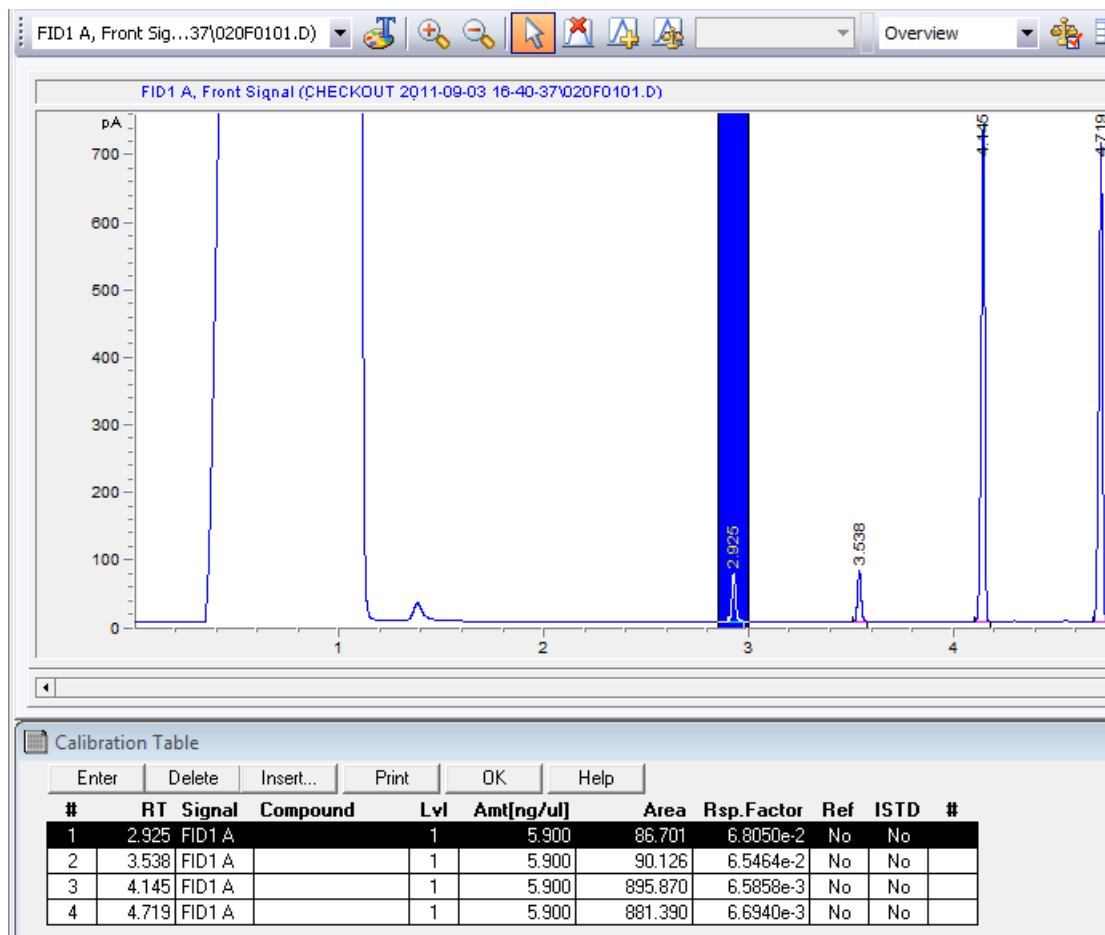 FID1 A, Front Sig...37\020F0101.D) Overview
FID1 A, Front Signal (CHECKOUT 2011-09-03 16-40-37\020F0101.D)
pA
700
600
500
400
300
200
100
0
2.925
3.538
4.145
4.719
1 2 3 4
Calibration Table
Enter Delete Insert... Print OK Help
# RT Signal Compound Lvl Amt[ng/ul] Area Rsp.Factor Ref ISTD #
1 2.925 FID1 A 1 5.900 86.701 6.8050e-2 No No
2 3.538 FID1 A 1 5.900 90.126 6.5464e-2 No No
3 4.145 FID1 A 1 5.900 895.870 6.5858e-3 No No
4 4.719 FID1 A 1 5.900 881.390 6.6940e-3 No No